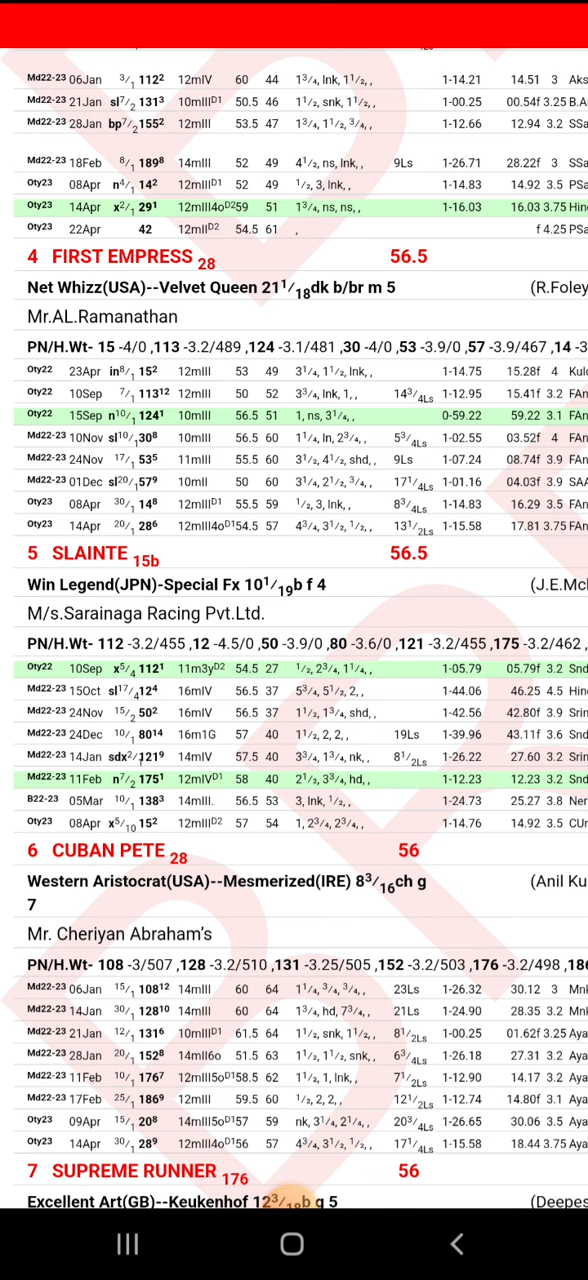 Md22-23 06Jan 3/1 112² 12mIV 60 44 1³/4, lnk, 1¹/2, , 1-14.21 14.51 3 Aks
Md22-23 21Jan sl7/2 131³ 10mIIIᴰ¹ 50.5 46 1¹/2, snk, 1¹/2, , 1-00.25 00.54f 3.25 B.A
Md22-23 28Jan bp7/2 155² 12mIII 53.5 47 1³/4, 1¹/2, ³/4, , 1-12.66 12.94 3.2 SSa
Md22-23 18Feb 8/1 189⁸ 14mIII 52 49 4¹/2, ns, lnk, , 9Ls 1-26.71 28.22f 3 SSa
Oty23 08Apr n4/1 14² 12mIIIᴰ¹ 52 49 ¹/2, 3, lnk, , 1-14.83 14.92 3.5 PSa
Oty23 14Apr x2/1 29¹ 12mIII4oᴰ²59 51 1³/4, ns, ns, , 1-16.03 16.03 3.75 Hin
Oty23 22Apr 42 12mIIᴰ² 54.5 61 , f 4.25 PSa
4 FIRST EMPRESS 28 56.5
Net Whizz(USA)--Velvet Queen 21¹/18dk b/br m 5 (R.Foley
Mr.AL.Ramanathan
PN/H.Wt- 15 -4/0 ,113 -3.2/489 ,124 -3.1/481 ,30 -4/0 ,53 -3.9/0 ,57 -3.9/467 ,14 -3
Oty22 23Apr in8/1 15² 12mIII 53 49 3¹/4, 1¹/2, lnk, , 1-14.75 15.28f 4 Kul
Oty22 10Sep 7/1 113¹² 12mIII 50 52 3³/4, lnk, 1, , 14³/4Ls 1-12.95 15.41f 3.2 FAn
Oty22 15Sep n10/1 124¹ 10mIII 56.5 51 1, ns, 3¹/4, , 0-59.22 59.22 3.1 FAn
Md22-23 10Nov sl10/1 30⁸ 10mIII 56.5 60 1¹/4, ln, 2³/4, , 5³/4Ls 1-02.55 03.52f 4 FAn
Md22-23 24Nov 17/1 53⁵ 11mIII 55.5 60 3¹/2, 4¹/2, shd, , 9Ls 1-07.24 08.74f 3.9 FAn
Md22-23 01Dec sl20/1 57⁹ 10mII 50 60 3¹/4, 2¹/2, ³/4, , 17¹/4Ls 1-01.16 04.03f 3.9 SAA
Oty23 08Apr 30/1 14⁸ 12mIIIᴰ¹ 55.5 59 ¹/2, 3, lnk, , 8³/4Ls 1-14.83 16.29 3.5 FAn
Oty23 14Apr 20/1 28⁶ 12mIII4oᴰ¹54.5 57 4³/4, 3¹/2, ¹/2, , 13¹/2Ls 1-15.58 17.81 3.75 FAn
5 SLAINTE 15b 56.5
Win Legend(JPN)-Special Fx 10¹/19b f 4 (J.E.Mc
M/s.Sarainaga Racing Pvt.Ltd.
PN/H.Wt- 112 -3.2/455 ,12 -4.5/0 ,50 -3.9/0 ,80 -3.6/0 ,121 -3.2/455 ,175 -3.2/462 ,
Oty22 10Sep x5/4 112¹ 11m3yᴰ² 54.5 27 ¹/2, 2³/4, 1¹/4, , 1-05.79 05.79f 3.2 Snd
Md22-23 15Oct sl17/4 12⁴ 16mIV 56.5 37 5³/4, 5¹/2, 2, , 1-44.06 46.25 4.5 Hin
Md22-23 24Nov 15/2 50² 16mIV 56.5 37 1¹/2, 1³/4, shd, , 1-42.56 42.80f 3.9 Srin
Md22-23 24Dec 10/1 80¹⁴ 16m1G 57 40 1¹/2, 2, 2, , 19Ls 1-39.96 43.11f 3.6 Snd
Md22-23 14Jan sdx2/1 121⁹ 14mIV 57.5 40 3³/4, 1³/4, nk, , 8¹/2Ls 1-26.22 27.60 3.2 Srin
Md22-23 11Feb n7/2 175¹ 12mIVᴰ¹ 58 40 2¹/2, 3³/4, hd, , 1-12.23 12.23 3.2 Snd
B22-23 05Mar 10/1 138³ 14mIII. 56.5 53 3, lnk, ¹/2, , 1-24.73 25.27 3.8 Ner
Oty23 08Apr x5/10 15² 12mIIIᴰ² 57 54 1, 2³/4, 2³/4, , 1-14.76 14.92 3.5 CUn
6 CUBAN PETE 28 56
Western Aristocrat(USA)--Mesmerized(IRE) 8³/16ch g (Anil Ku
7
Mr. Cheriyan Abraham's
PN/H.Wt- 108 -3/507 ,128 -3.2/510 ,131 -3.25/505 ,152 -3.2/503 ,176 -3.2/498 ,18
Md22-23 06Jan 15/1 108¹² 14mIII 60 64 1¹/4, ³/4, ³/4, , 23Ls 1-26.32 30.12 3 Mnl
Md22-23 14Jan 30/1 128¹⁰ 14mIII 60 64 1³/4, hd, 7³/4, , 21Ls 1-24.90 28.35 3.2 Mnl
Md22-23 21Jan 12/1 131⁶ 10mIIIᴰ¹ 61.5 64 1¹/2, snk, 1¹/2, , 8¹/2Ls 1-00.25 01.62f 3.25 Aya
Md22-23 28Jan 20/1 152⁸ 14mII6o 51.5 63 1¹/2, 1¹/2, snk, , 6³/4Ls 1-26.18 27.31 3.2 Aya
Md22-23 11Feb 10/1 176⁷ 12mIII5oᴰ¹58.5 62 1¹/2, 1, lnk, , 7¹/2Ls 1-12.90 14.17 3.2 Aya
Md22-23 17Feb 25/1 186⁹ 12mIII 59.5 60 ¹/2, 2, 2, , 12¹/2Ls 1-12.74 14.80f 3.1 Aya
Oty23 09Apr 15/1 20⁸ 14mIII5oᴰ¹57 59 nk, 3¹/4, 2¹/4, , 20³/4Ls 1-26.65 30.06 3.5 Aya
Oty23 14Apr 30/1 28⁹ 12mIII4oᴰ¹56 57 4³/4, 3¹/2, ¹/2, , 17¹/4Ls 1-15.58 18.44 3.75 Aya
7 SUPREME RUNNER 176 56
Excellent Art(GB)--Keukenhof 12³/18b g 5 (Deepes